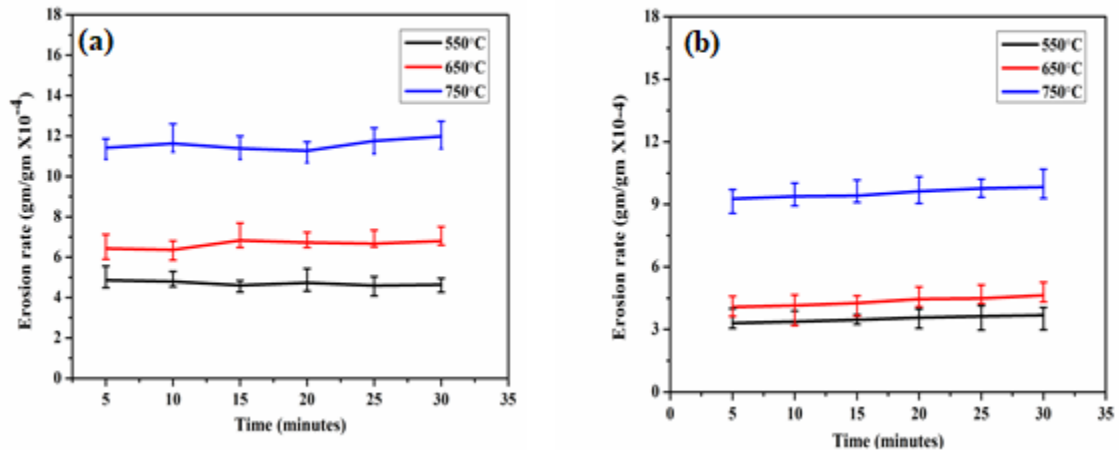 (a)
550°C
650°C
750°C
Erosion rate (gm/gm X10-4)
18
16
14
12
10
8
6
4
2
0
5 10 15 20 25 30 35
Time (minutes)
(b)
550°C
650°C
750°C
Erosion rate (gm/gm X10-4)
18
15
12
9
6
3
0
0 5 10 15 20 25 30 35
Time (minutes)